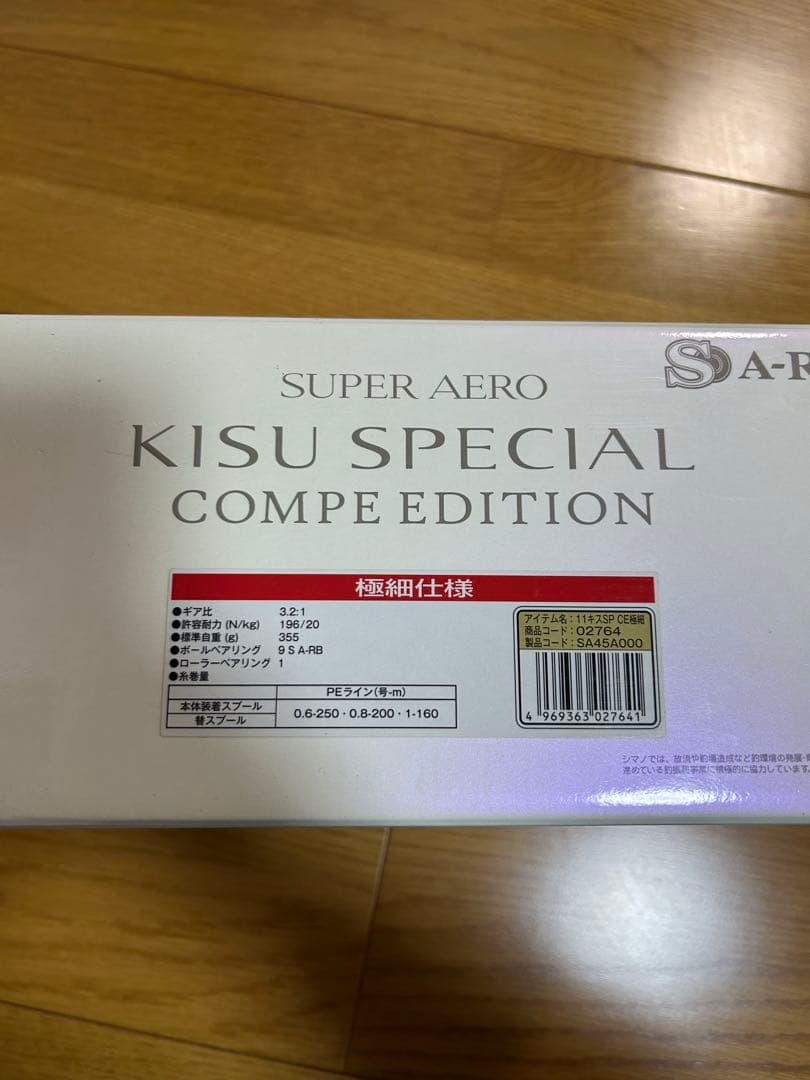 S A-R
SUPER AERO
KISU SPECIAL
COMPE EDITION
極細仕様
●ギア比 3.2:1
●許容耐力 (N/kg) 196/20
●標準自重 (g) 355
●ボールベアリング 9 S A-RB
●ローラーベアリング 1
●糸巻量
PEライン(号-m)
本体装着スプール
替スプール
0.6-250・0.8-200・1-160
アイテム名：11キスSP CE極細
商品コード：02764
製品コード：SA45A000
4 969363 027641
シマノでは、放流や釣場造成など釣環境の発展・
進めている釣振興事業に積極的に協力しています。